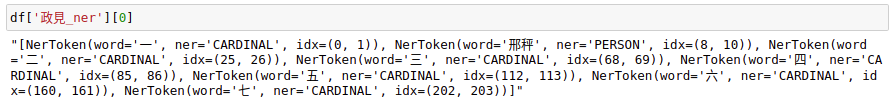 df['政見_ner'][0]
"[NerToken(word='一', ner='CARDINAL', idx=(0, 1)), NerToken(word='邢秤', ner='PERSON', idx=(8, 10)), NerToken(word
='二', ner='CARDINAL', idx=(25, 26)), NerToken(word='三', ner='CARDINAL', idx=(68, 69)), NerToken(word='四', ner='CA
RDINAL', idx=(85, 86)), NerToken(word='五', ner='CARDINAL', idx=(112, 113)), NerToken(word='六', ner='CARDINAL', id
x=(160, 161)), NerToken(word='七', ner='CARDINAL', idx=(202, 203))]"